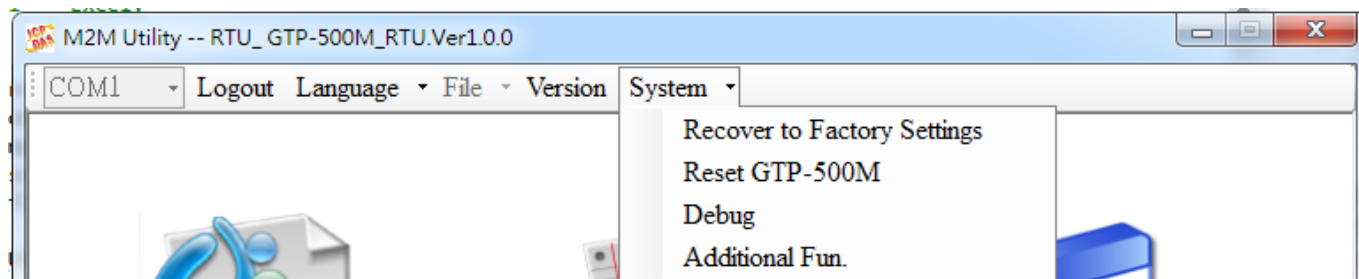 M2M Utility -- RTU_ GTP-500M_RTU.Ver1.0.0
COM1 Logout Language File Version System
Recover to Factory Settings
Reset GTP-500M
Debug
Additional Fun.